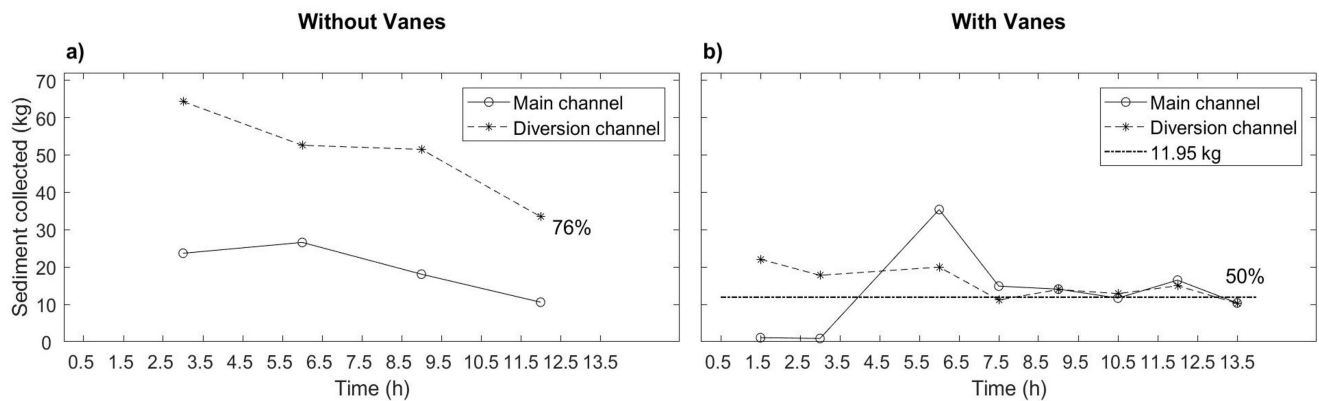 Without Vanes
a)
Sediment collected (kg)
70
60
50
40
30
20
10
0
Main channel
Diversion channel
76%
0.5 1.5 2.5 3.5 4.5 5.5 6.5 7.5 8.5 9.5 10.5 11.5 12.5 13.5
Time (h)
With Vanes
b)
Main channel
Diversion channel
11.95 kg
50%
0.5 1.5 2.5 3.5 4.5 5.5 6.5 7.5 8.5 9.5 10.5 11.5 12.5 13.5
Time (h)